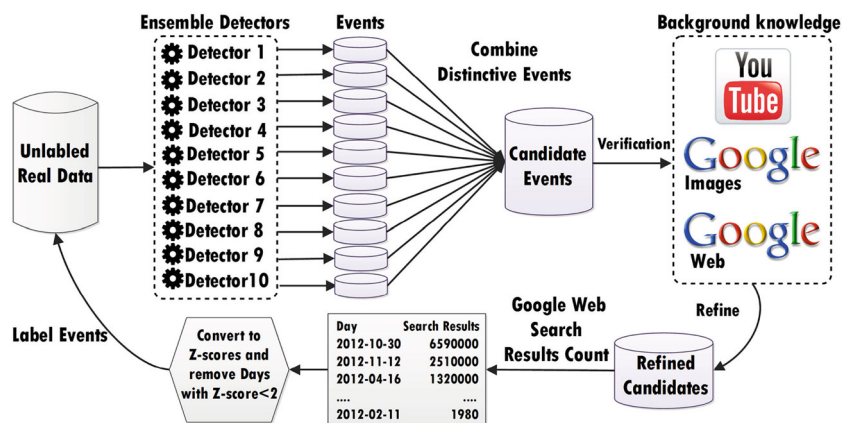 Ensemble Detectors
Events
Background knowledge
Detector 1
Detector 2
Detector 3
Detector 4
Detector 5
Detector 6
Detector 7
Detector 8
Detector 9
Detector10
Unlabled
Real Data
Combine
Distinctive Events
Candidate
Events
Verification
You
Tube
Google
Images
Google
Web
Refine
Refined
Candidates
Google Web
Search
Results Count
Day Search Results
2012-10-30 6590000
2012-11-12 2510000
2012-04-16 1320000
.... ....
2012-02-11 1980
Convert to
Z-scores and
remove Days
with Z-score<2
Label Events